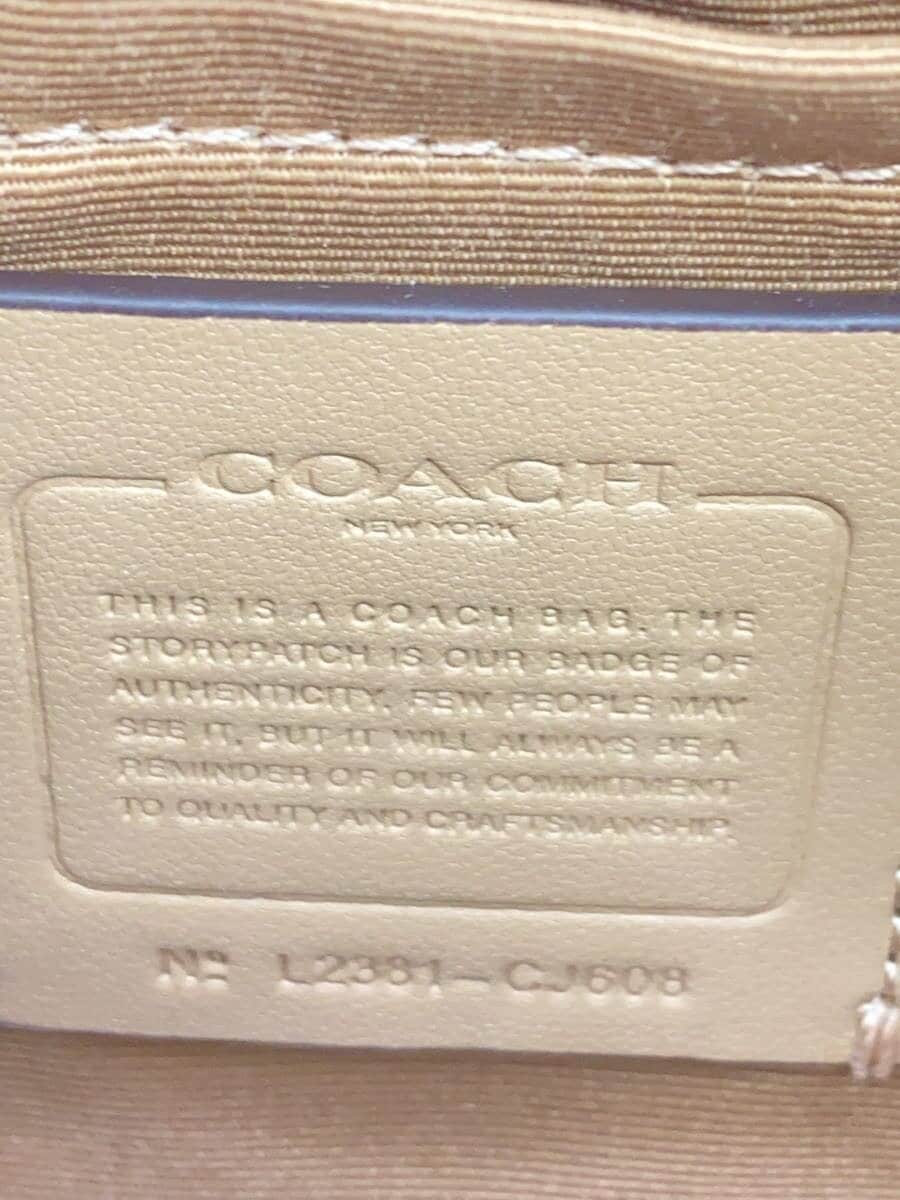 COACH
NEW YORK
THIS IS A COACH BAG. THE
STORYPATCH IS OUR BADGE OF
AUTHENTICITY. FEW PEOPLE MAY
SEE IT, BUT IT WILL ALWAYS BE A
REMINDER OF OUR COMMITMENT
TO QUALITY AND CRAFTSMANSHIP.
Nº L2381-CJ608